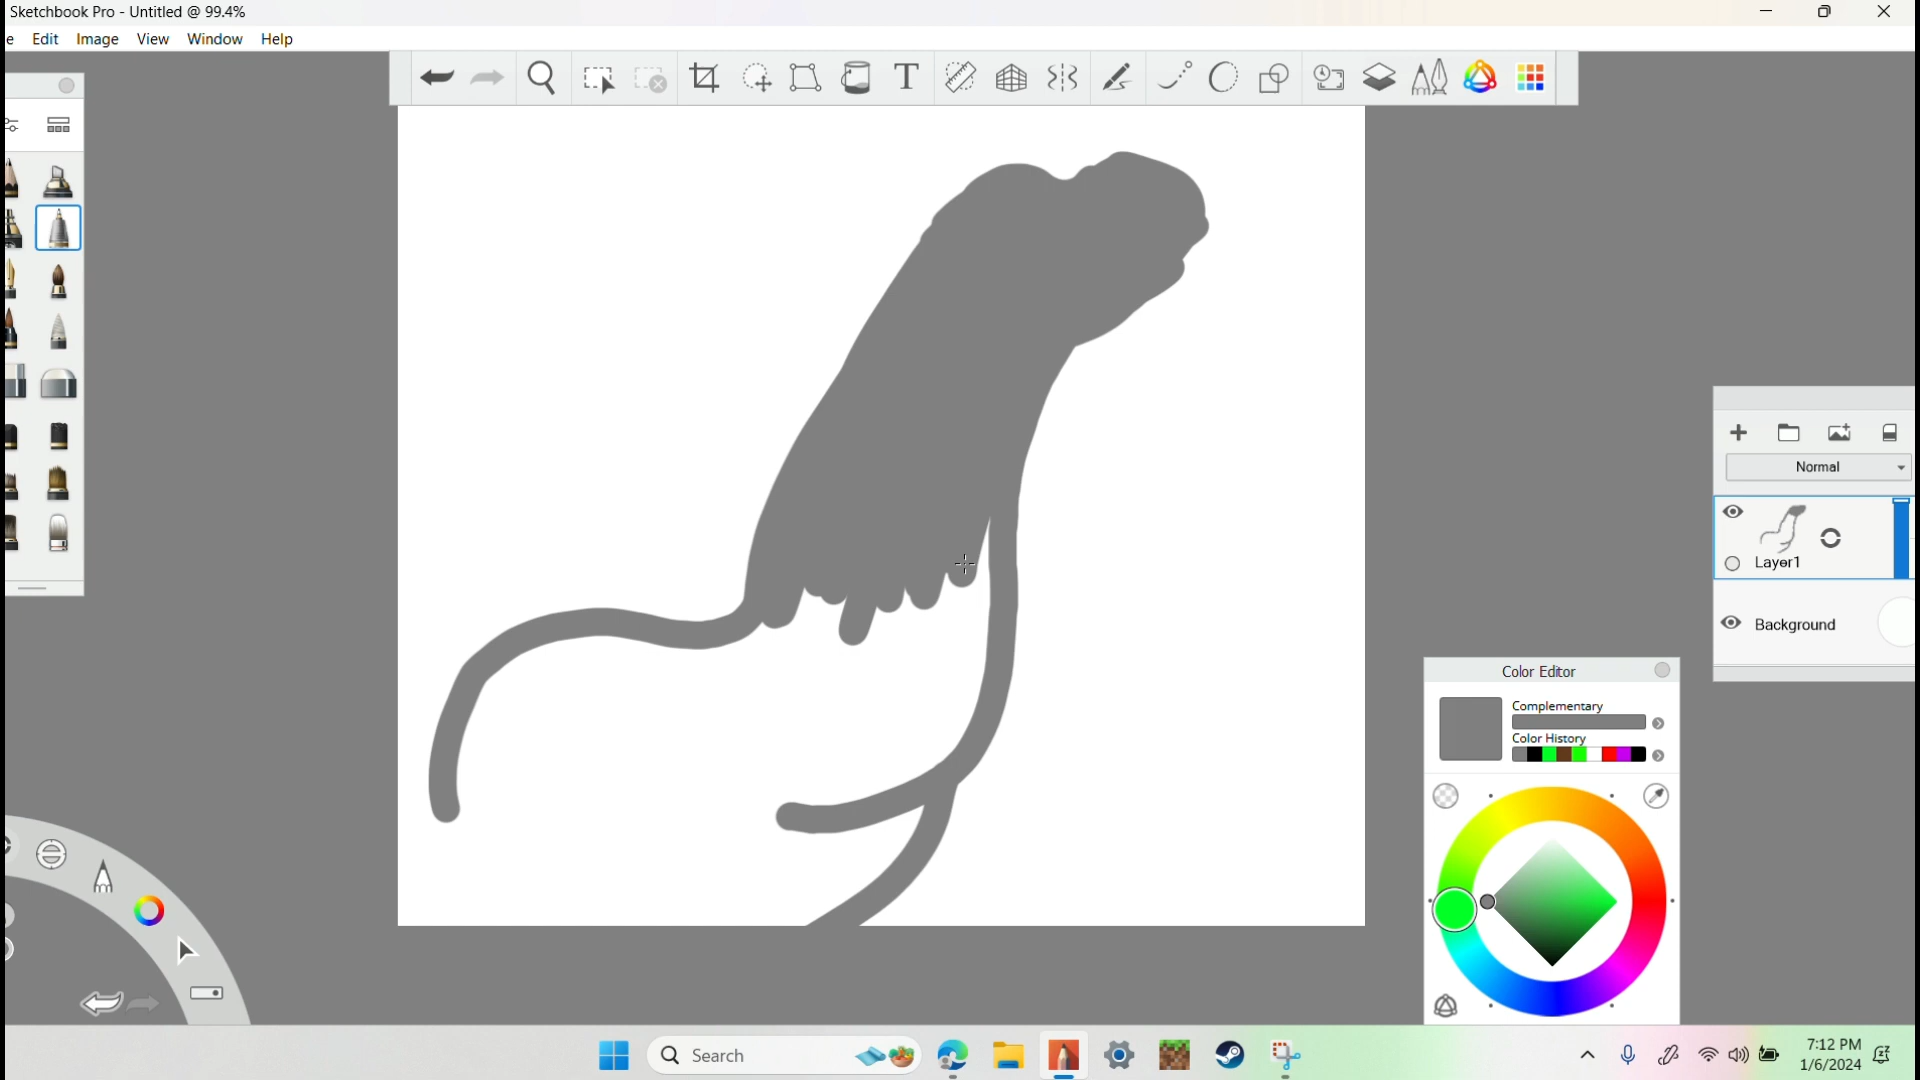 Sketchbook Pro - Untitled @ 99.4%
e Edit Image View Window Help
T
Normal
Layer1
Background
Color Editor
Complementary
Color History
Search
7:12 PM
1/6/2024